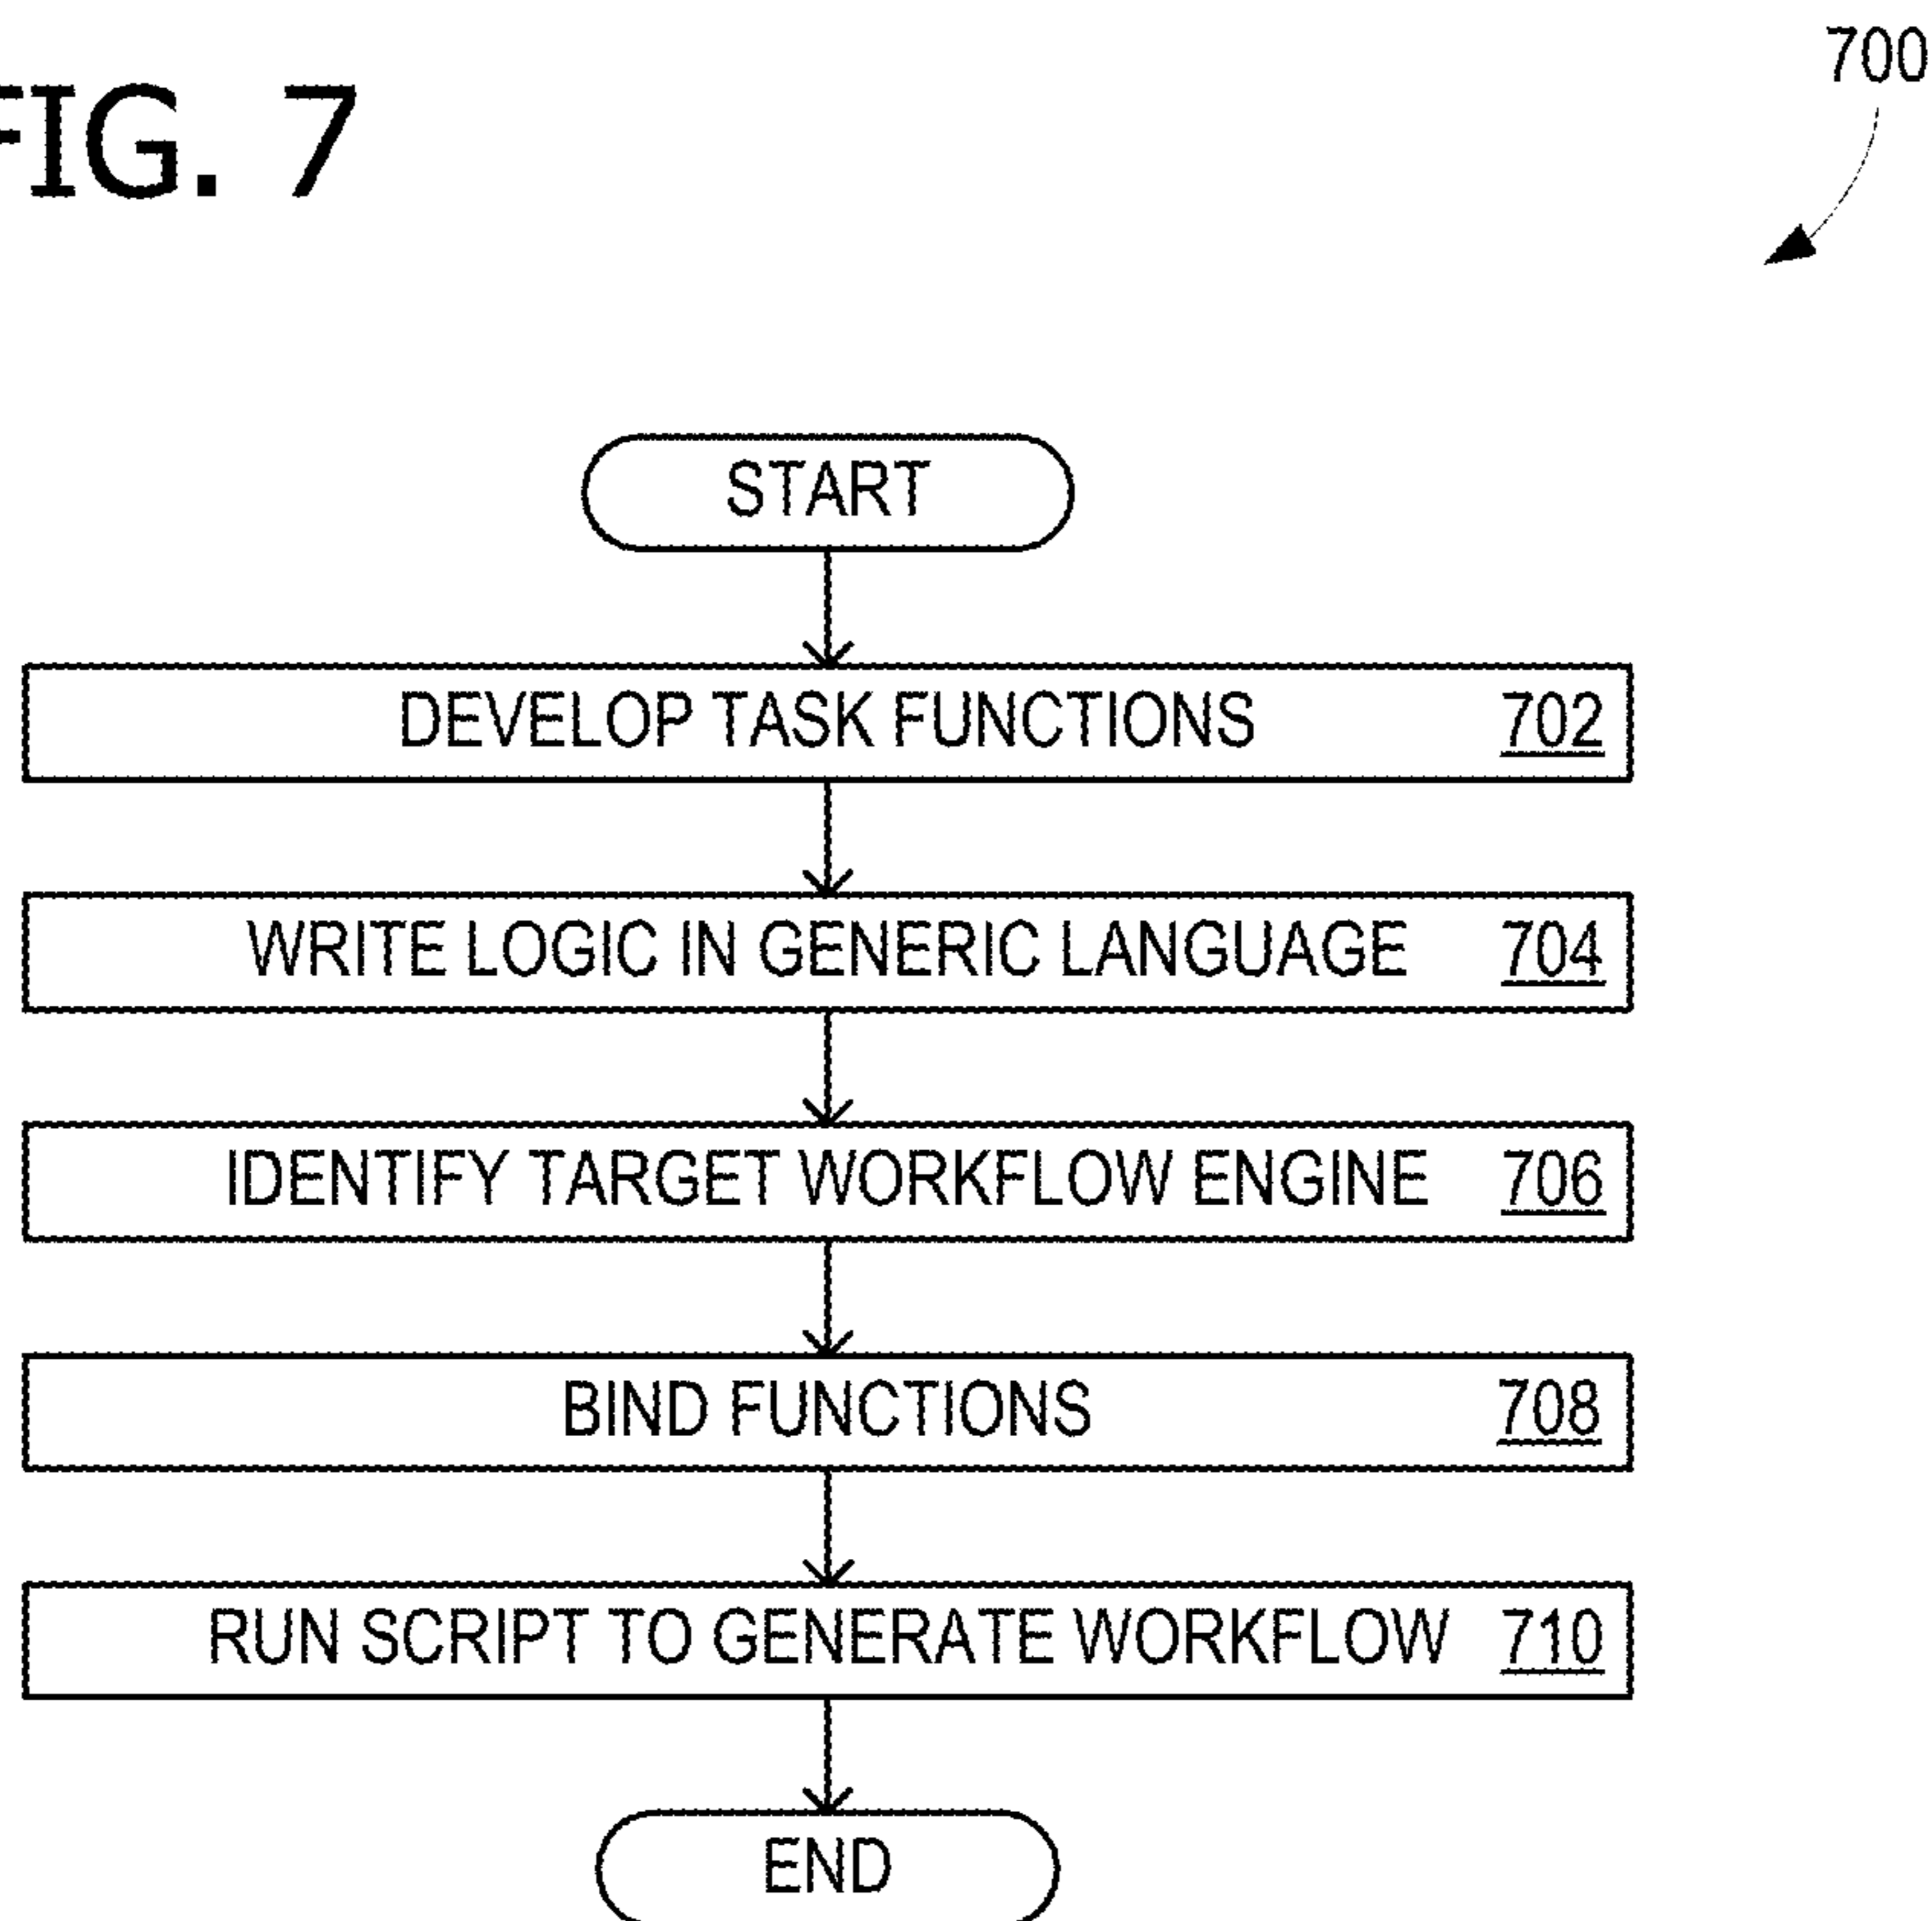 FIG. 7
700
START
DEVELOP TASK FUNCTIONS 702
WRITE LOGIC IN GENERIC LANGUAGE 704
IDENTIFY TARGET WORKFLOW ENGINE 706
BIND FUNCTIONS 708
RUN SCRIPT TO GENERATE WORKFLOW 710
END